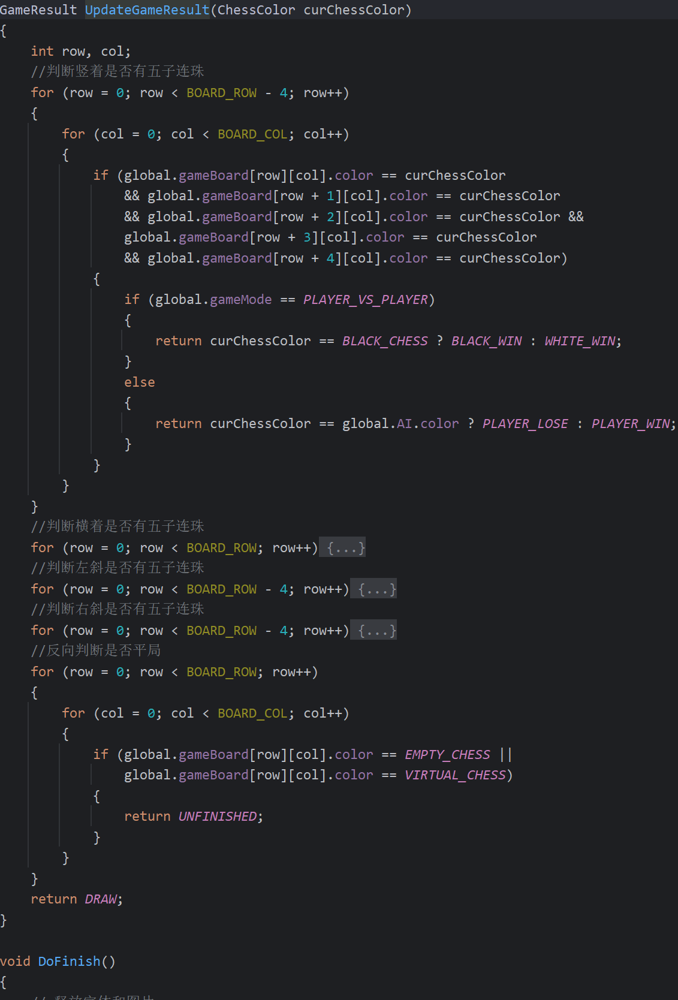 GameResult UpdateGameResult(ChessColor curChessColor)
{
    int row, col;
    //判断竖着是否有五子连珠
    for (row = 0; row < BOARD_ROW - 4; row++)
    {
        for (col = 0; col < BOARD_COL; col++)
        {
            if (global.gameBoard[row][col].color == curChessColor
                && global.gameBoard[row + 1][col].color == curChessColor
                && global.gameBoard[row + 2][col].color == curChessColor &&
                global.gameBoard[row + 3][col].color == curChessColor
                && global.gameBoard[row + 4][col].color == curChessColor)
            {
                if (global.gameMode == PLAYER_VS_PLAYER)
                {
                    return curChessColor == BLACK_CHESS ? BLACK_WIN : WHITE_WIN;
                }
                else
                {
                    return curChessColor == global.AI.color ? PLAYER_LOSE : PLAYER_WIN;
                }
            }
        }
    }
    //判断横着是否有五子连珠
    for (row = 0; row < BOARD_ROW; row++) {...}
    //判断左斜是否有五子连珠
    for (row = 0; row < BOARD_ROW - 4; row++) {...}
    //判断右斜是否有五子连珠
    for (row = 0; row < BOARD_ROW - 4; row++) {...}
    //反向判断是否平局
    for (row = 0; row < BOARD_ROW; row++)
    {
        for (col = 0; col < BOARD_COL; col++)
        {
            if (global.gameBoard[row][col].color == EMPTY_CHESS ||
                global.gameBoard[row][col].color == VIRTUAL_CHESS)
            {
                return UNFINISHED;
            }
        }
    }
    return DRAW;
}

void DoFinish()
{